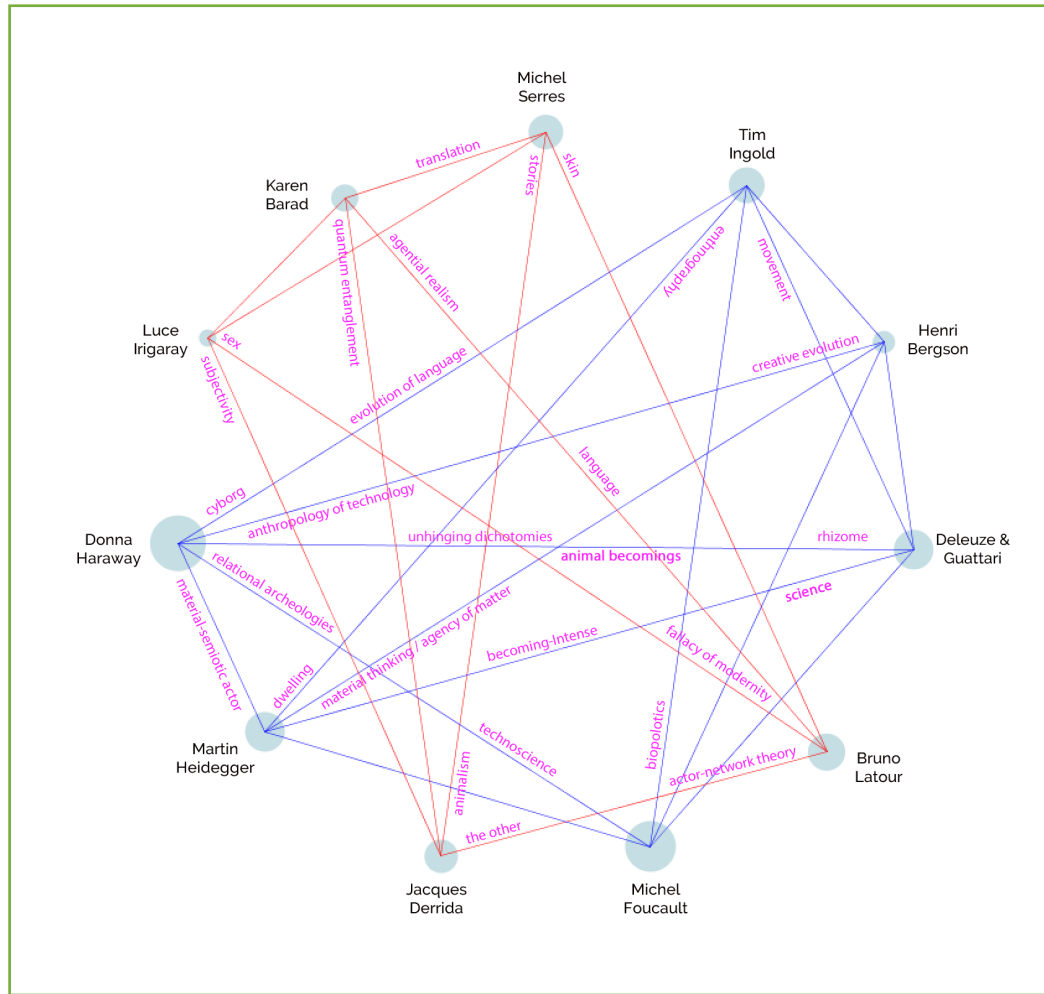 Michel
Serres
Tim
Ingold
translation
stories
skin
Karen
Barad
quantum entanglement
agential realism
enthnography
movement
Luce
Irigaray
sex
subjectivity
Henri
Bergson
creative evolution
evolution of language
language
cyborg
anthropology of technology
Donna
Haraway
unhinging dichotomies
animal becomings
rhizome
Deleuze &
Guattari
relational archeologies
material-semiotic actor
science
material thinking / agency of matter
becoming-Intense
fallacy of modernity
dwelling
Martin
Heidegger
technoscience
biopolotics
animalism
actor-network theory
Bruno
Latour
the other
Jacques
Derrida
Michel
Foucault